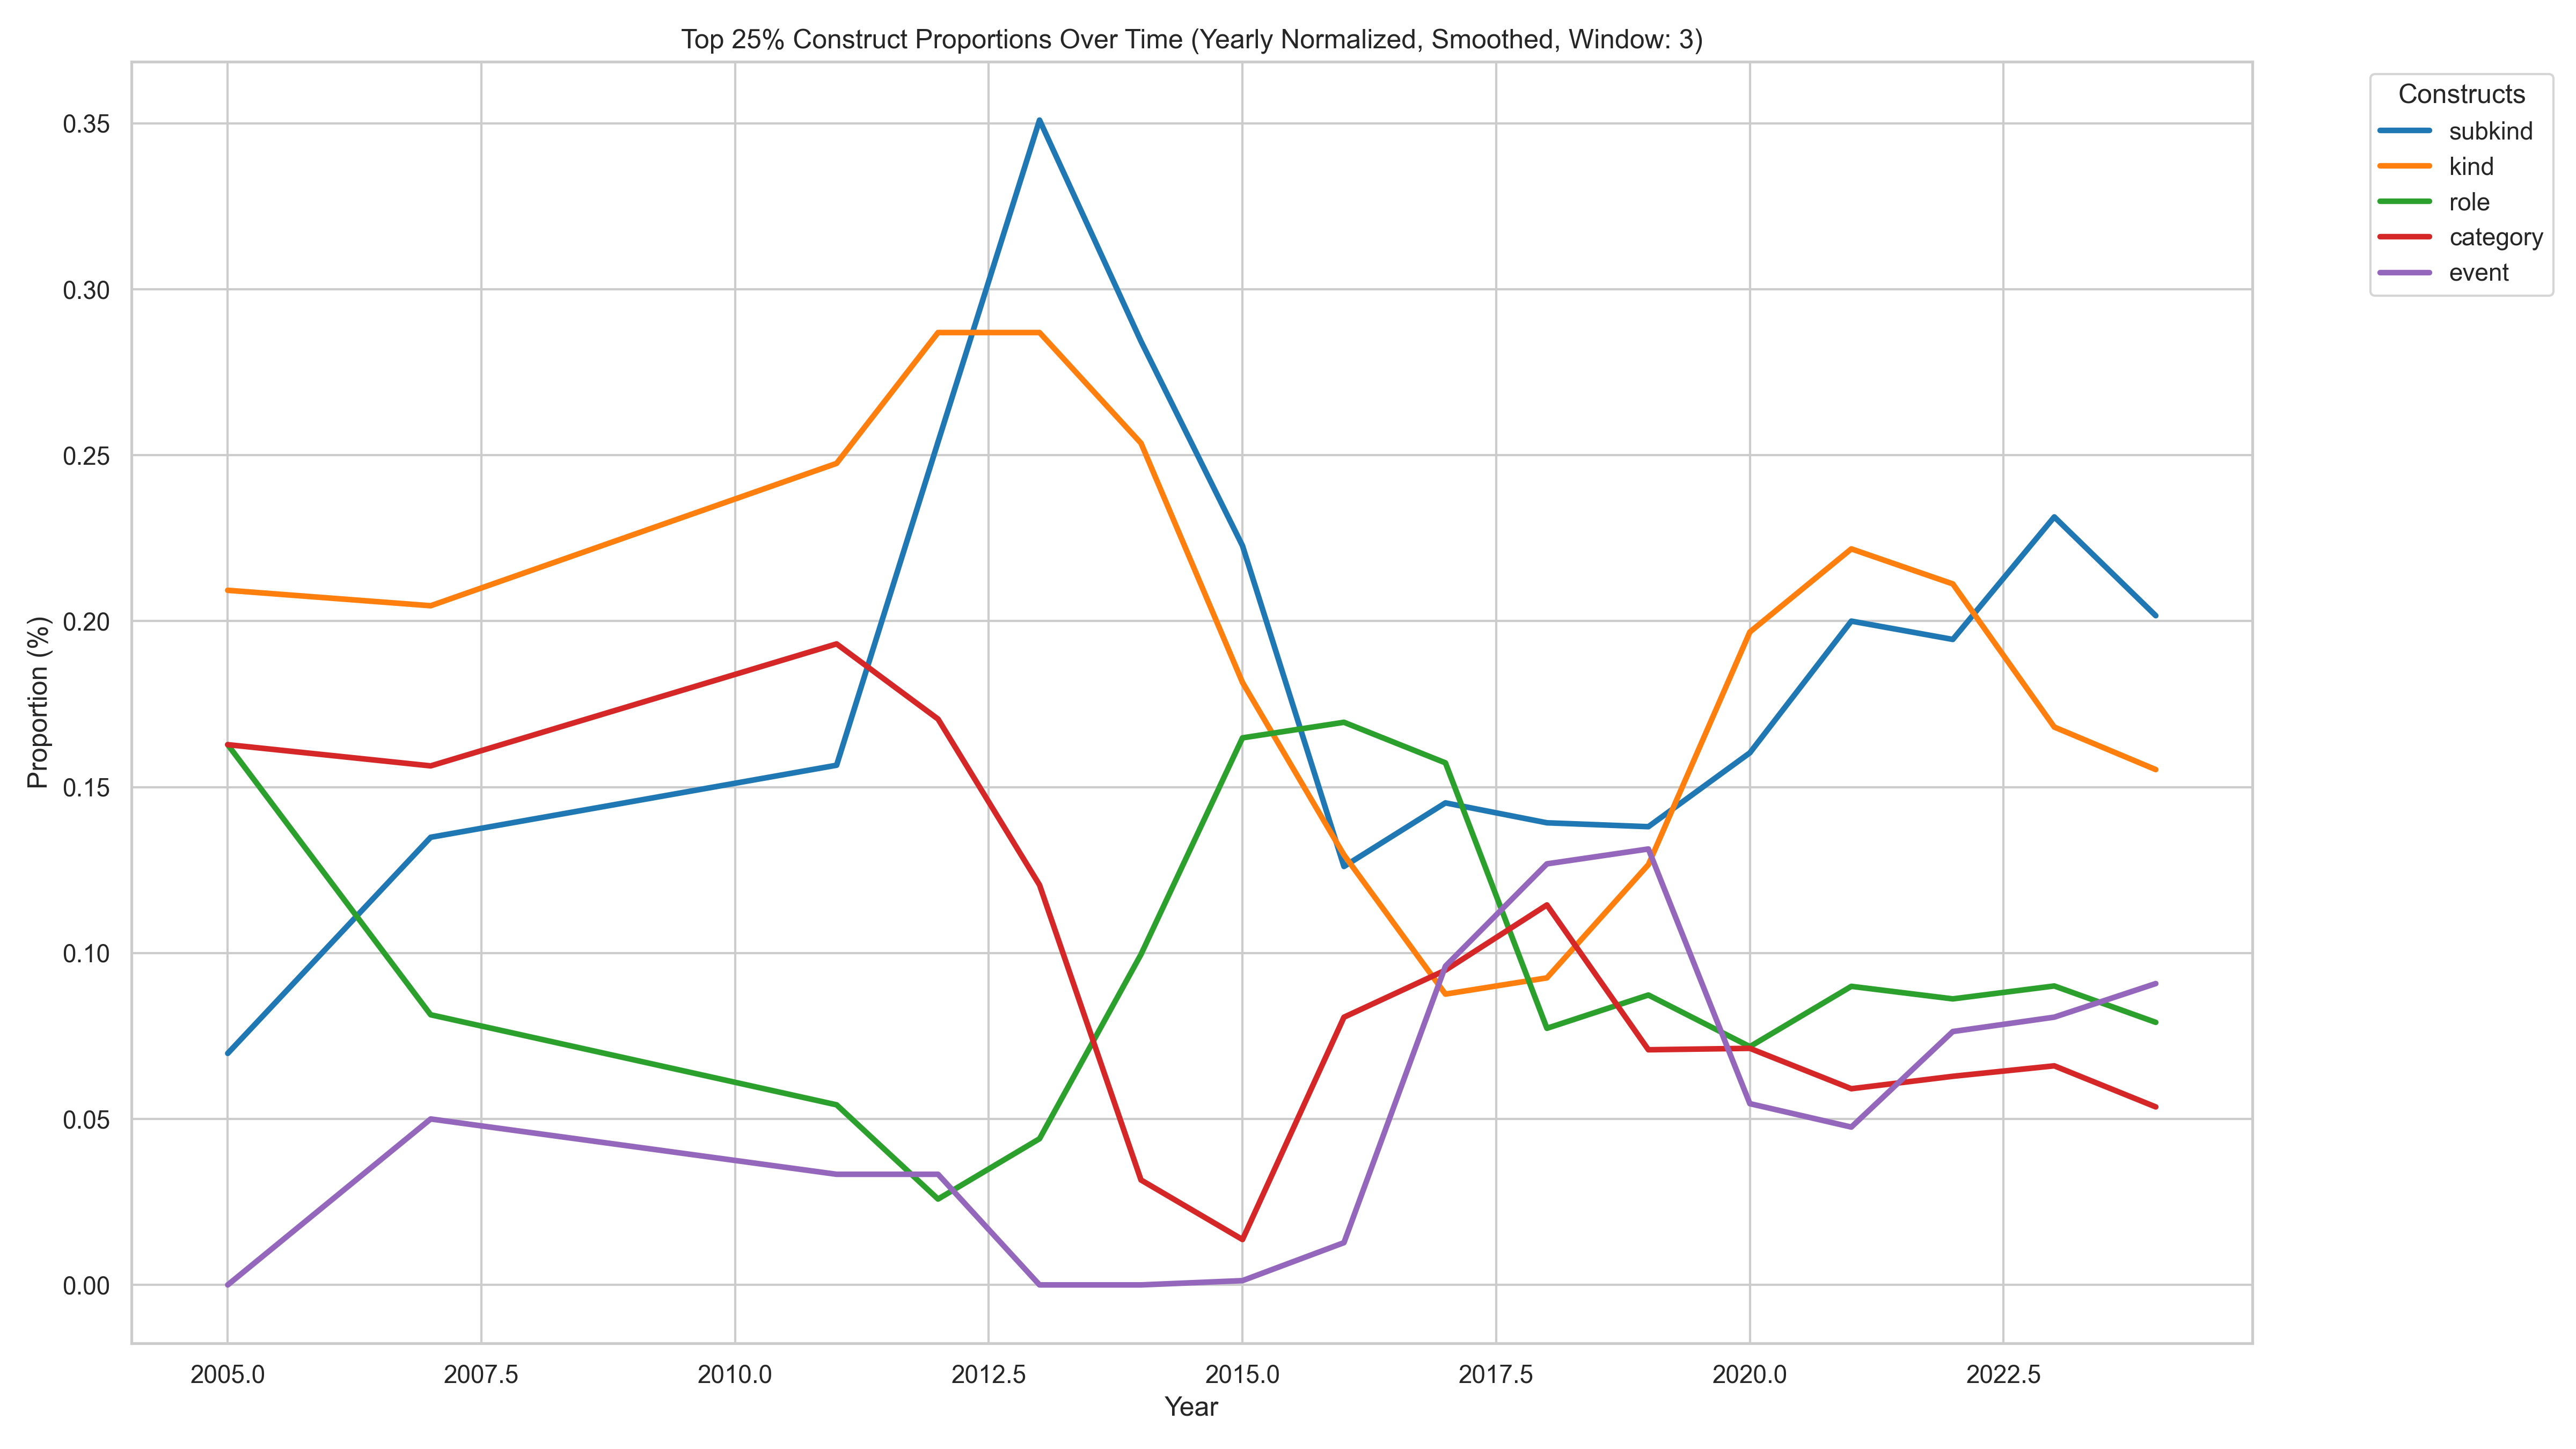 Top 25% Construct Proportions Over Time (Yearly Normalized, Smoothed, Window: 3)
Constructs
subkind
kind
role
category
event
Proportion (%)
0.35
0.30
0.25
0.20
0.15
0.10
0.05
0.00
2005.0 2007.5 2010.0 2012.5 2015.0 2017.5 2020.0 2022.5
Year